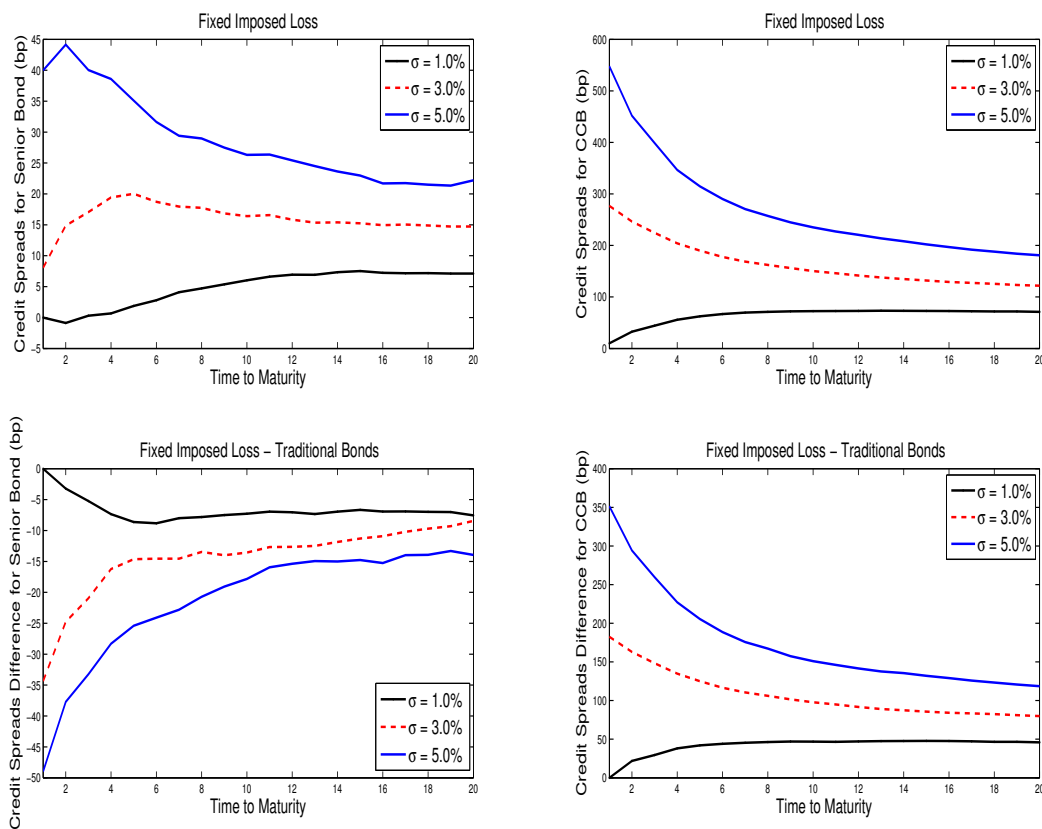 Fixed Imposed Loss
Credit Spreads for Senior Bond (bp)
45
40
35
30
25
20
15
10
5
0
−5
σ = 1.0%
σ = 3.0%
σ = 5.0%
2 4 6 8 10 12 14 16 18 20
Time to Maturity
Fixed Imposed Loss
Credit Spreads for CCB (bp)
600
500
400
300
200
100
0
σ = 1.0%
σ = 3.0%
σ = 5.0%
2 4 6 8 10 12 14 16 18 20
Time to Maturity
Fixed Imposed Loss − Traditional Bonds
Credit Spreads Difference for Senior Bond (bp)
0
−5
−10
−15
−20
−25
−30
−35
−40
−45
−50
σ = 1.0%
σ = 3.0%
σ = 5.0%
2 4 6 8 10 12 14 16 18 20
Time to Maturity
Fixed Imposed Loss − Traditional Bonds
Credit Spreads Difference for CCB (bp)
400
350
300
250
200
150
100
50
0
σ = 1.0%
σ = 3.0%
σ = 5.0%
2 4 6 8 10 12 14 16 18 20
Time to Maturity